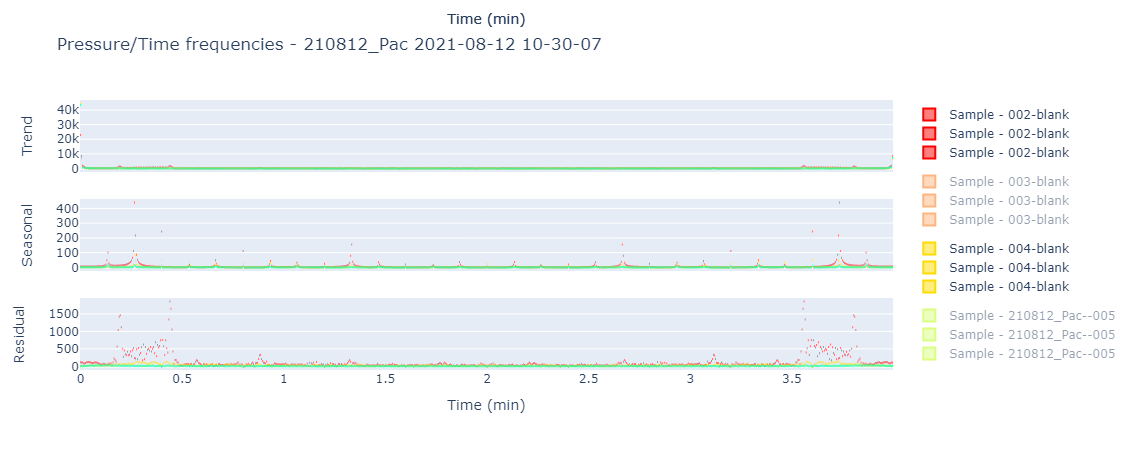 Time (min)
Pressure/Time frequencies - 210812_Pac 2021-08-12 10-30-07
Trend
40k
30k
20k
10k
0
Seasonal
400
300
200
100
0
Residual
1500
1000
500
0
0 0.5 1 1.5 2 2.5 3 3.5
Time (min)
Sample - 002-blank
Sample - 002-blank
Sample - 002-blank
Sample - 003-blank
Sample - 003-blank
Sample - 003-blank
Sample - 004-blank
Sample - 004-blank
Sample - 004-blank
Sample - 210812_Pac--005
Sample - 210812_Pac--005
Sample - 210812_Pac--005